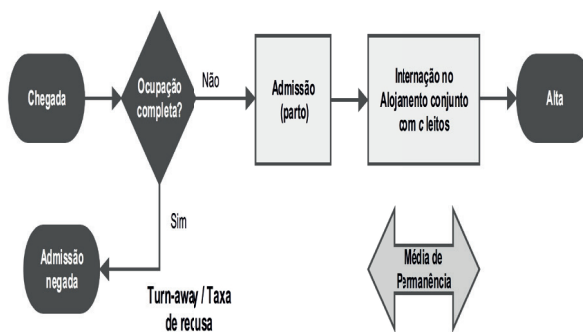 Chegada
Ocupação
completa?
Não
Admissão
(parto)
Internação no
Alojamento conjunto
com c leitos
Alta
Sim
Admissão
negada
Turn-away / Taxa
de recusa
Média de
Permanência